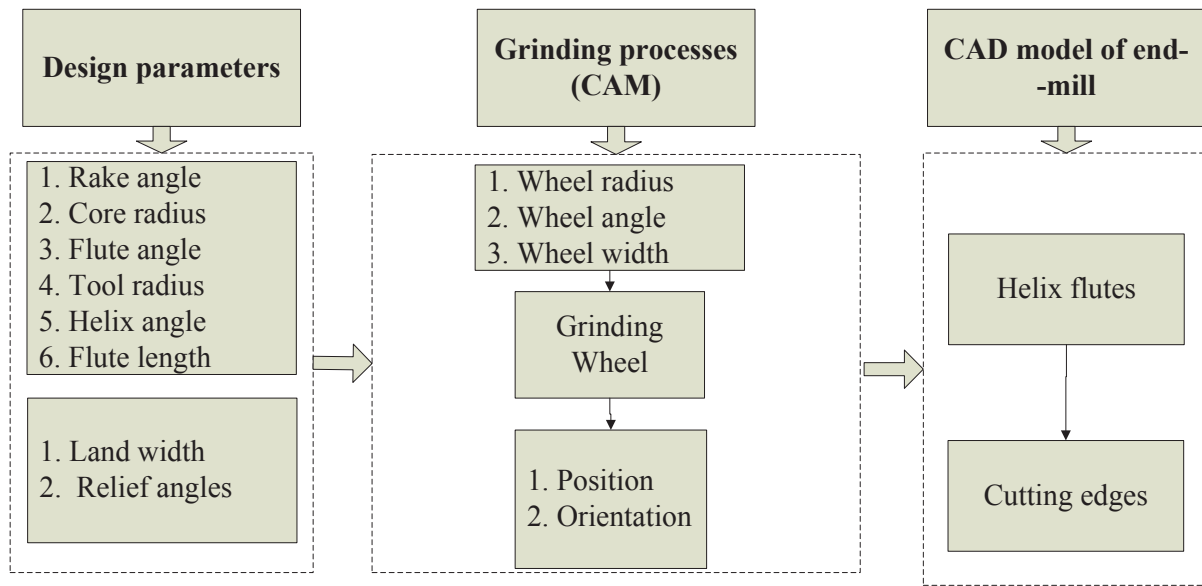 Design parameters
1. Rake angle
2. Core radius
3. Flute angle
4. Tool radius
5. Helix angle
6. Flute length
1. Land width
2. Relief angles
Grinding processes
(CAM)
1. Wheel radius
2. Wheel angle
3. Wheel width
Grinding
Wheel
1. Position
2. Orientation
CAD model of end-
-mill
Helix flutes
Cutting edges